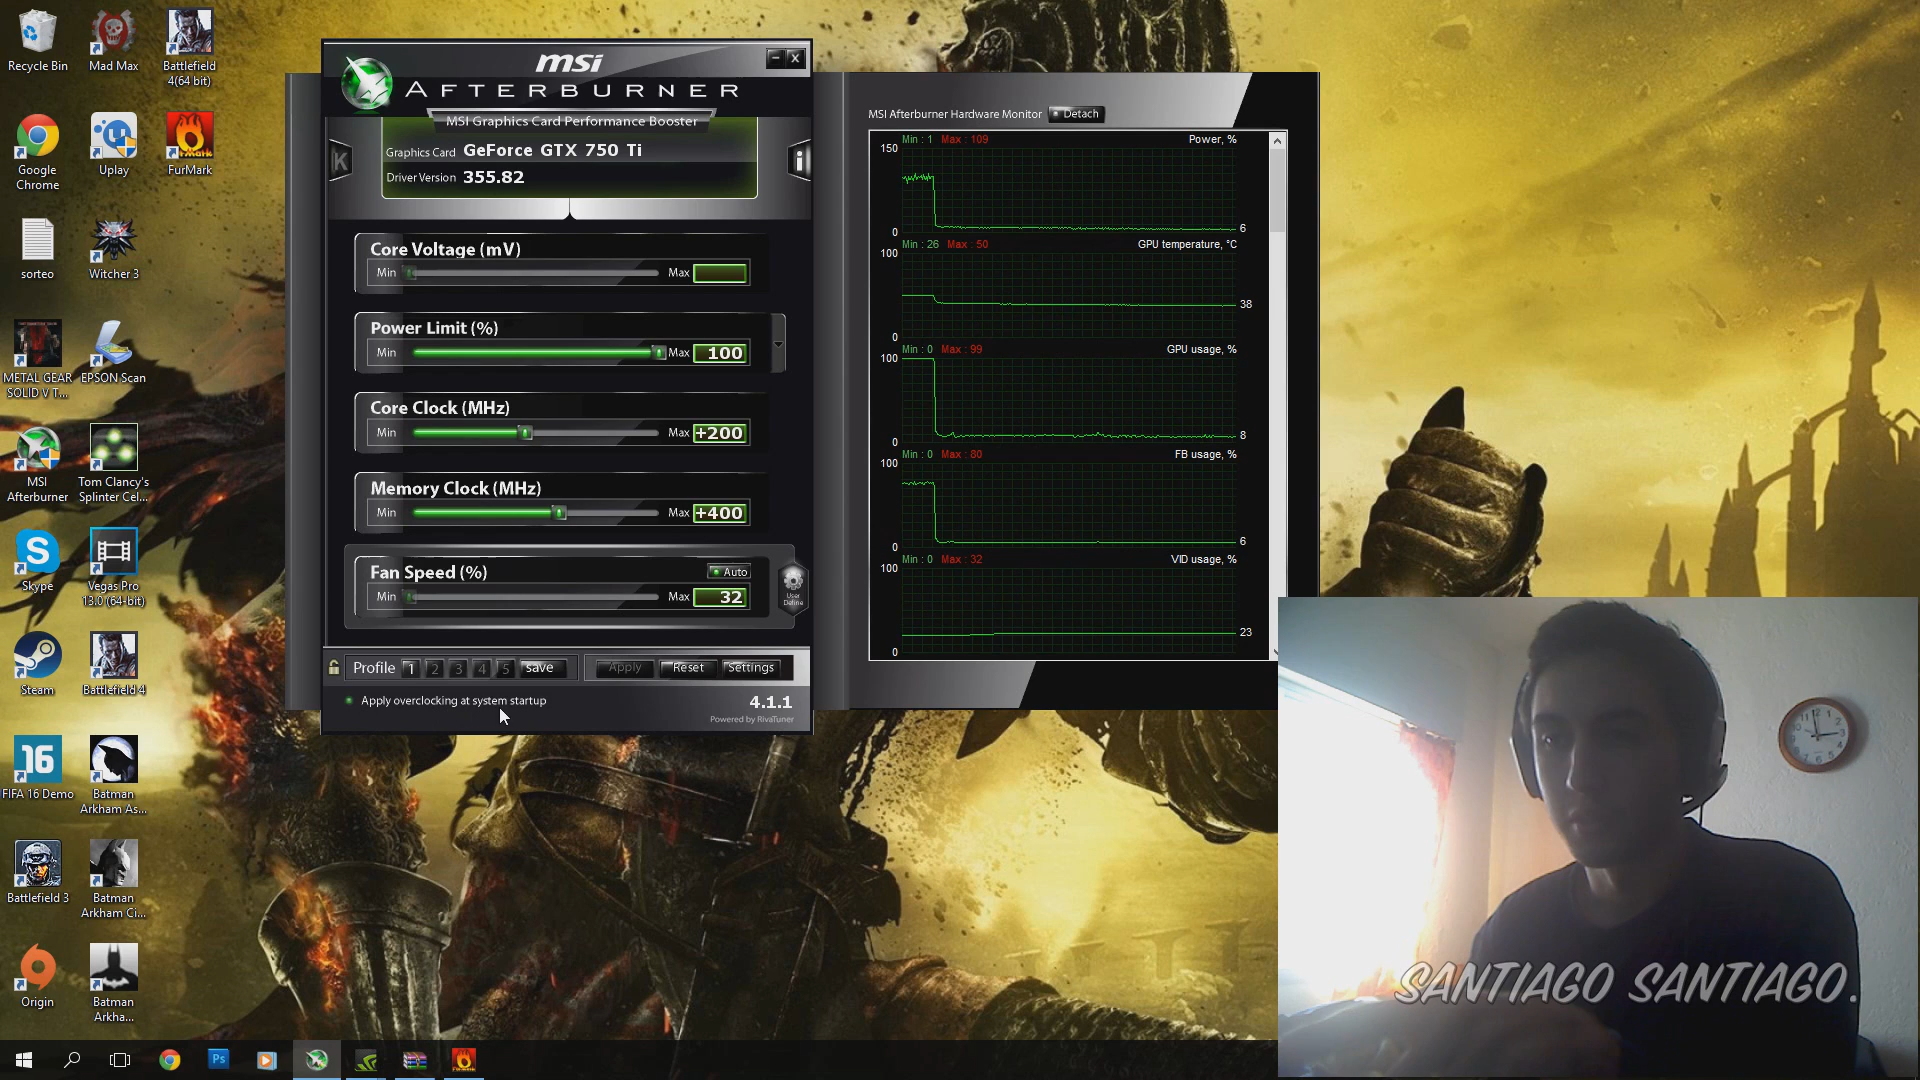 Recycle Bin
Mad Max
Battlefield
4(64 bit)
Google
Chrome
Uplay
FurMark
sorteo
Witcher 3
METAL GEAR
SOLID V T...
EPSON Scan
MSI
Afterburner
Tom Clancy's
Splinter Cel...
Skype
Vegas Pro
13.0 (64-bit)
Steam
Battlefield 4
16
FIFA 16 Demo
Batman
Arkham As...
Battlefield 3
Batman
Arkham Ci...
Origin
Batman
Arkha...
msi
AFTERBURNER
MSI Graphics Card Performance Booster
K
i
Graphics Card GeForce GTX 750 Ti
Driver Version 355.82
Core Voltage (mV)
Min Max
Power Limit (%)
Min Max 100
Core Clock (MHz)
Min Max +200
Memory Clock (MHz)
Min Max +400
Fan Speed (%) Auto
Min Max 32
User
Define
Profile 1 2 3 4 5 save Apply Reset Settings
Apply overclocking at system startup
4.1.1
Powered by RivaTuner
MSI Afterburner Hardware Monitor Detach
Min : 1 Max : 109 Power, %
150
0
6
Min : 26 Max : 50 GPU temperature, °C
100
0
38
Min : 0 Max : 99 GPU usage, %
100
0
8
Min : 0 Max : 80 FB usage, %
100
0
6
Min : 0 Max : 32 VID usage, %
100
0
23
SANTIAGO SANTIAGO.
Ps